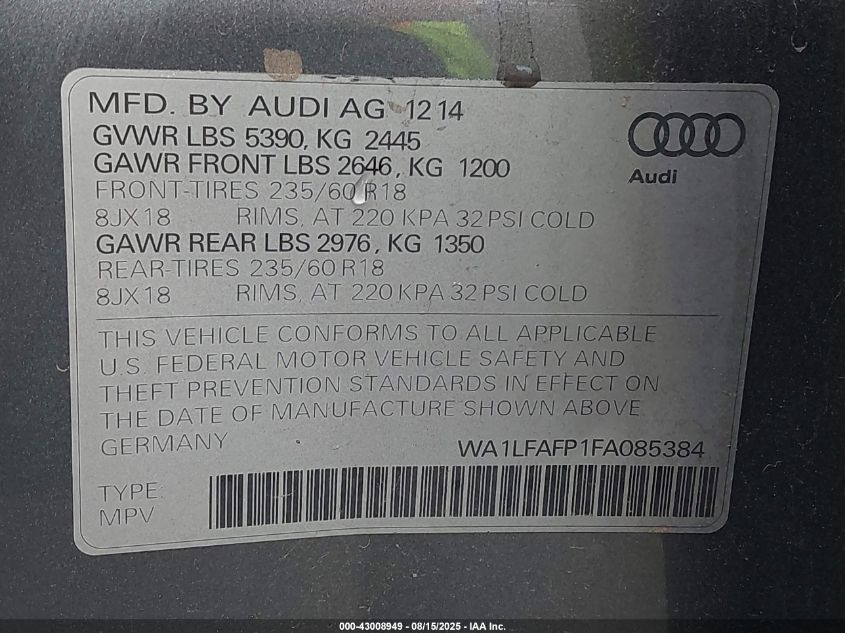 MFD. BY AUDI AG 12 14
GVWR LBS 5390, KG 2445
GAWR FRONT LBS 2646, KG 1200
FRONT-TIRES 235/60 R18
8JX18 RIMS, AT 220 KPA 32 PSI COLD
GAWR REAR LBS 2976, KG 1350
REAR-TIRES 235/60 R18
8JX18 RIMS, AT 220 KPA 32 PSI COLD
Audi
THIS VEHICLE CONFORMS TO ALL APPLICABLE
U.S. FEDERAL MOTOR VEHICLE SAFETY AND
THEFT PREVENTION STANDARDS IN EFFECT ON
THE DATE OF MANUFACTURE SHOWN ABOVE
GERMANY WA1LFAFP1FA085384
TYPE:
MPV
000-43008949 - 08/15/2025 - IAA Inc.